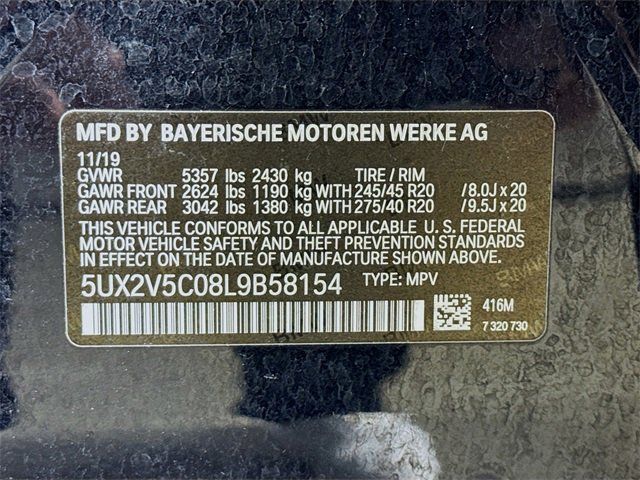 MFD BY BAYERISCHE MOTOREN WERKE AG
11/19
GVWR 5357 lbs 2430 kg TIRE / RIM
GAWR FRONT 2624 lbs 1190 kg WITH 245/45 R20 /8.0J x 20
GAWR REAR 3042 lbs 1380 kg WITH 275/40 R20 /9.5J x 20
THIS VEHICLE CONFORMS TO ALL APPLICABLE U. S. FEDERAL
MOTOR VEHICLE SAFETY AND THEFT PREVENTION STANDARDS
IN EFFECT ON THE DATE OF MANUFACTURE SHOWN ABOVE.
5UX2V5C08L9B58154 TYPE: MPV
416M
7 320 730